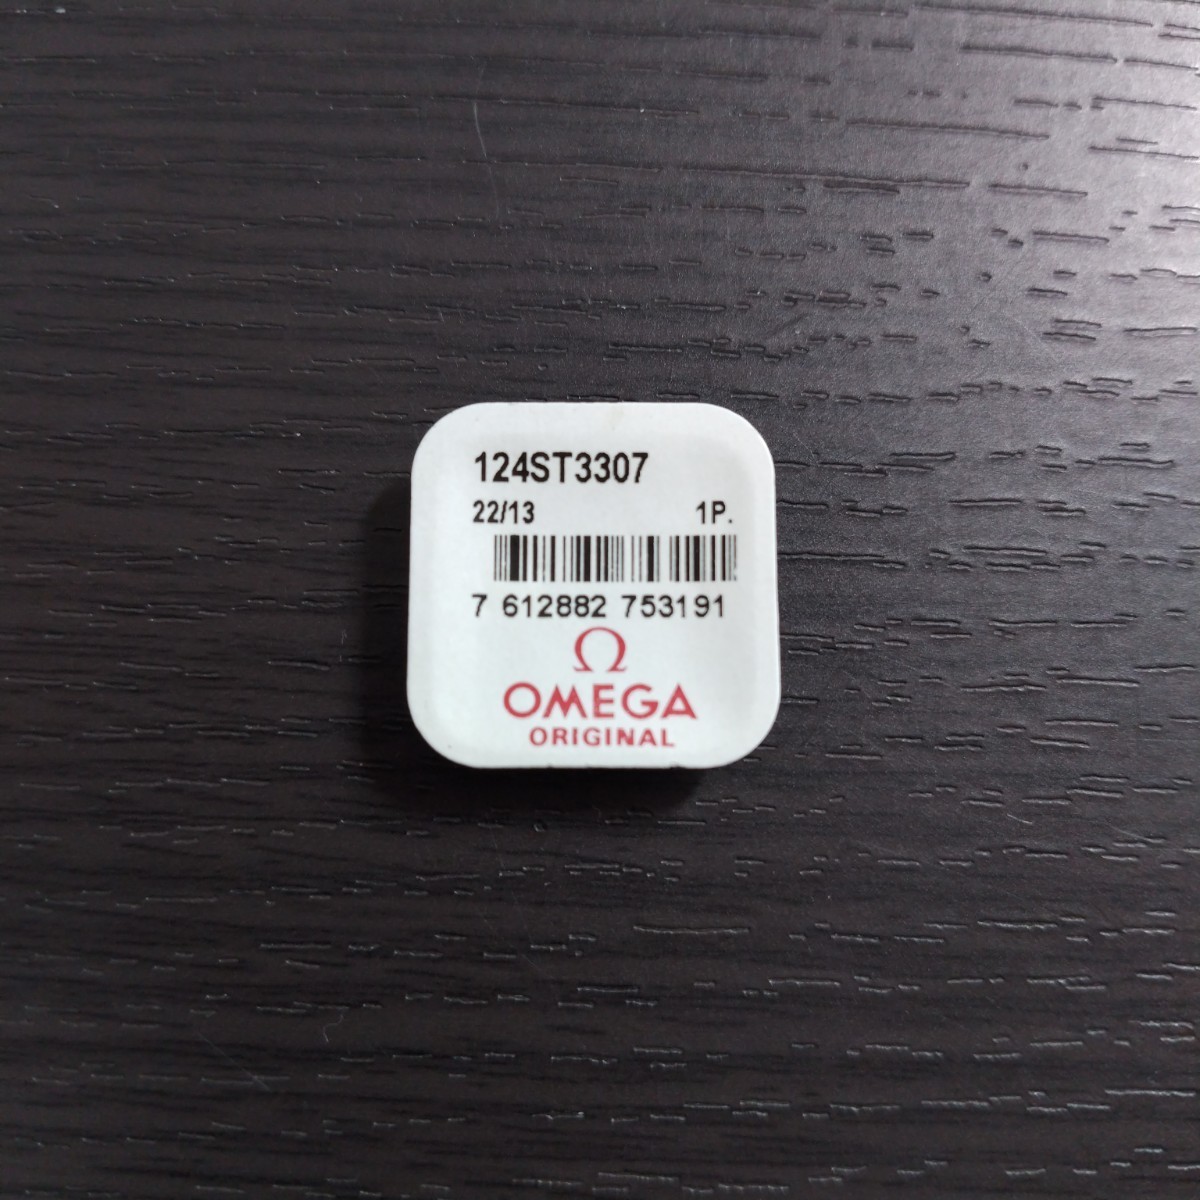 124ST3307
22/13 1P.
7 612882 753191
Ω
OMEGA
ORIGINAL